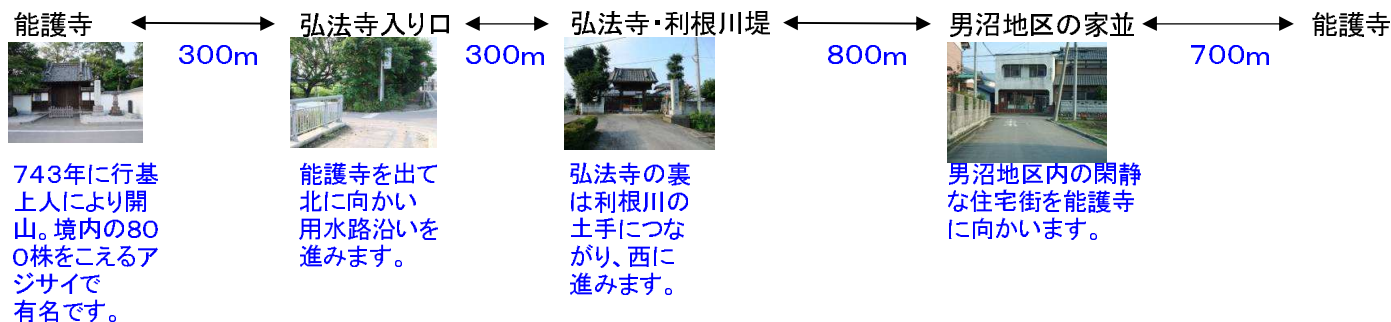 能護寺
弘法寺入り口
弘法寺・利根川堤
男沼地区の家並
能護寺
300m
300m
800m
700m
743年に行基
上人により開
山。境内の80
0株をこえるア
ジサイで
有名です。
能護寺を出て
北に向かい
用水路沿いを
進みます。
弘法寺の裏
は利根川の
土手につな
がり、西に
進みます。
男沼地区内の閑静
な住宅街を能護寺
に向かいます。